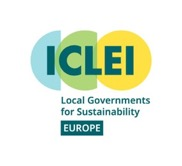 ICLEI
Local Governments
for Sustainability
EUROPE